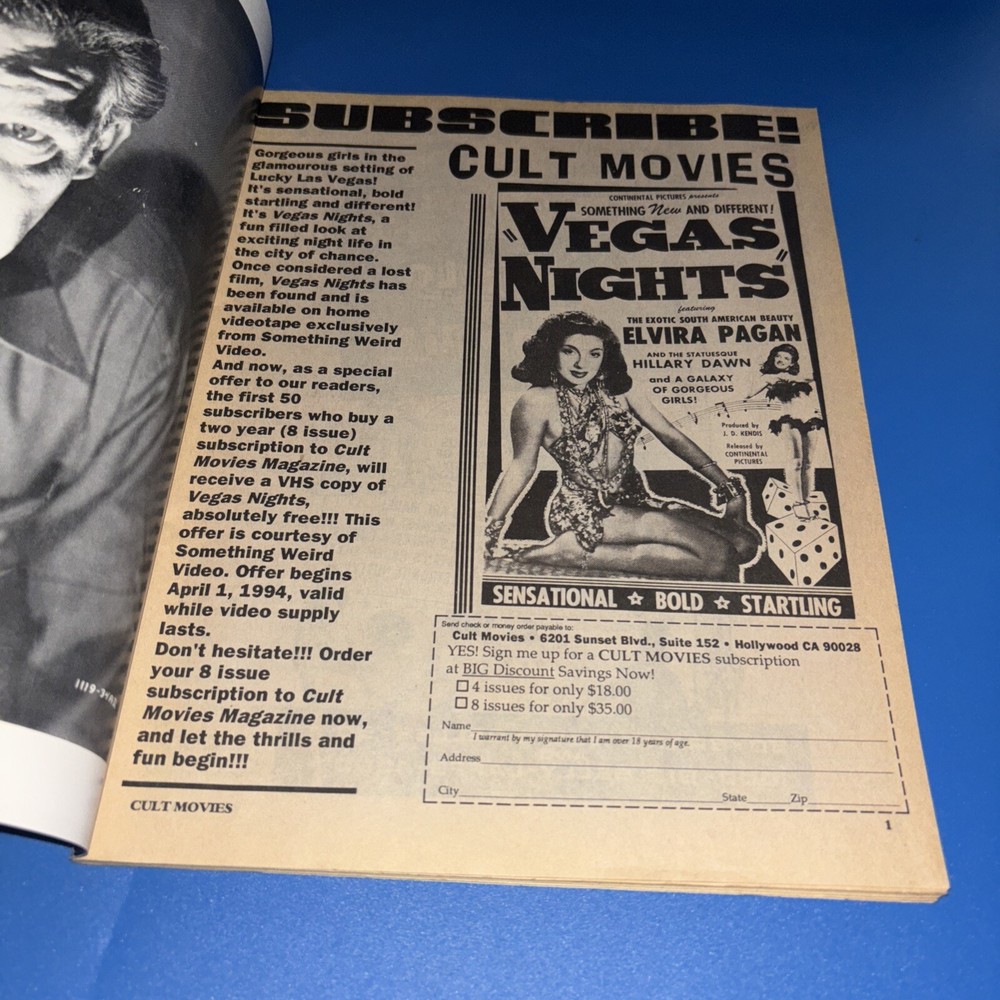 SUBSCRIBE!
Gorgeous girls in the
glamourous setting of
Lucky Las Vegas!
It's sensational, bold
startling and different!
It's Vegas Nights, a
fun filled look at
exciting night life in
the city of chance.
Once considered a lost
film, Vegas Nights has
been found and is
available on home
videotape exclusively
from Something Weird
Video.
And now, as a special
offer to our readers,
the first 50
subscribers who buy a
two year (8 issue)
subscription to Cult
Movies Magazine, will
receive a VHS copy of
Vegas Nights,
absolutely free!!! This
offer is courtesy of
Something Weird
Video. Offer begins
April 1, 1994, valid
while video supply
lasts.
Don't hesitate!!! Order
your 8 issue
subscription to Cult
Movies Magazine now,
and let the thrills and
fun begin!!!
CULT MOVIES
CULT MOVIES
CONTINENTAL PICTURES presents
SOMETHING New AND DIFFERENT!
"VEGAS
NIGHTS"
featuring
THE EXOTIC SOUTH AMERICAN BEAUTY
ELVIRA PAGAN
AND THE STATUESQUE
HILLARY DAWN
and A GALAXY
OF GORGEOUS
GIRLS!
Produced by
J. D. KENDIS
Released by
CONTINENTAL
PICTURES
SENSATIONAL ☆ BOLD ☆ STARTLING
Send check or money order payable to:
Cult Movies • 6201 Sunset Blvd., Suite 152 • Hollywood CA 90028
YES! Sign me up for a CULT MOVIES subscription
at BIG Discount Savings Now!
☐ 4 issues for only $18.00
☐ 8 issues for only $35.00
Name
I warrant by my signature that I am over 18 years of age.
Address
City State Zip
1